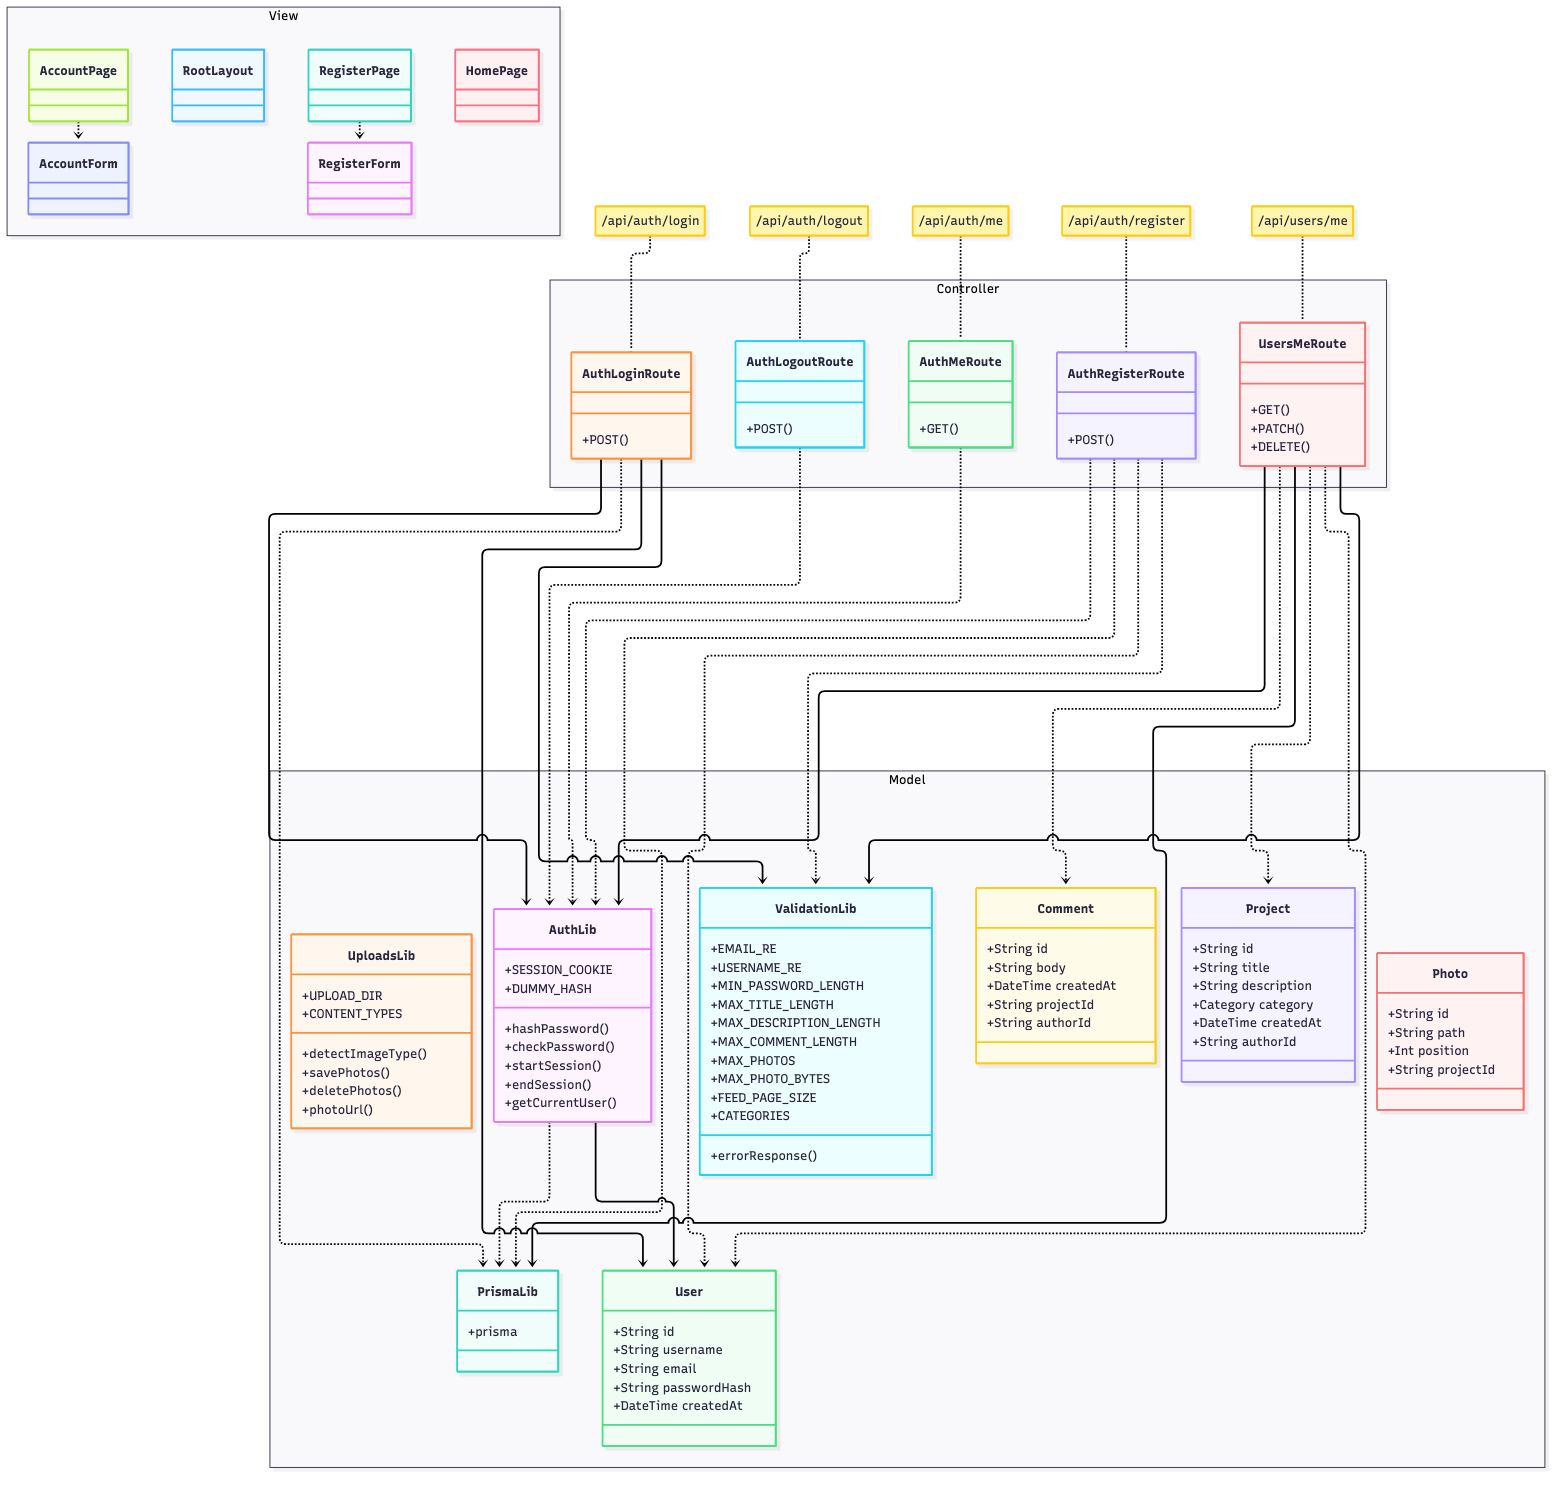 View
AccountPage
RootLayout
RegisterPage
HomePage
AccountForm
RegisterForm
/api/auth/login
/api/auth/logout
/api/auth/me
/api/auth/register
/api/users/me
Controller
AuthLoginRoute
+POST()
AuthLogoutRoute
+POST()
AuthMeRoute
+GET()
AuthRegisterRoute
+POST()
UsersMeRoute
+GET()
+PATCH()
+DELETE()
Model
UploadsLib
+UPLOAD_DIR
+CONTENT_TYPES
+detectImageType()
+savePhotos()
+deletePhotos()
+photoUrl()
AuthLib
+SESSION_COOKIE
+DUMMY_HASH
+hashPassword()
+checkPassword()
+startSession()
+endSession()
+getCurrentUser()
ValidationLib
+EMAIL_RE
+USERNAME_RE
+MIN_PASSWORD_LENGTH
+MAX_TITLE_LENGTH
+MAX_DESCRIPTION_LENGTH
+MAX_COMMENT_LENGTH
+MAX_PHOTOS
+MAX_PHOTO_BYTES
+FEED_PAGE_SIZE
+CATEGORIES
+errorResponse()
Comment
+String id
+String body
+DateTime createdAt
+String projectId
+String authorId
Project
+String id
+String title
+String description
+Category category
+DateTime createdAt
+String authorId
Photo
+String id
+String path
+Int position
+String projectId
PrismaLib
+prisma
User
+String id
+String username
+String email
+String passwordHash
+DateTime createdAt